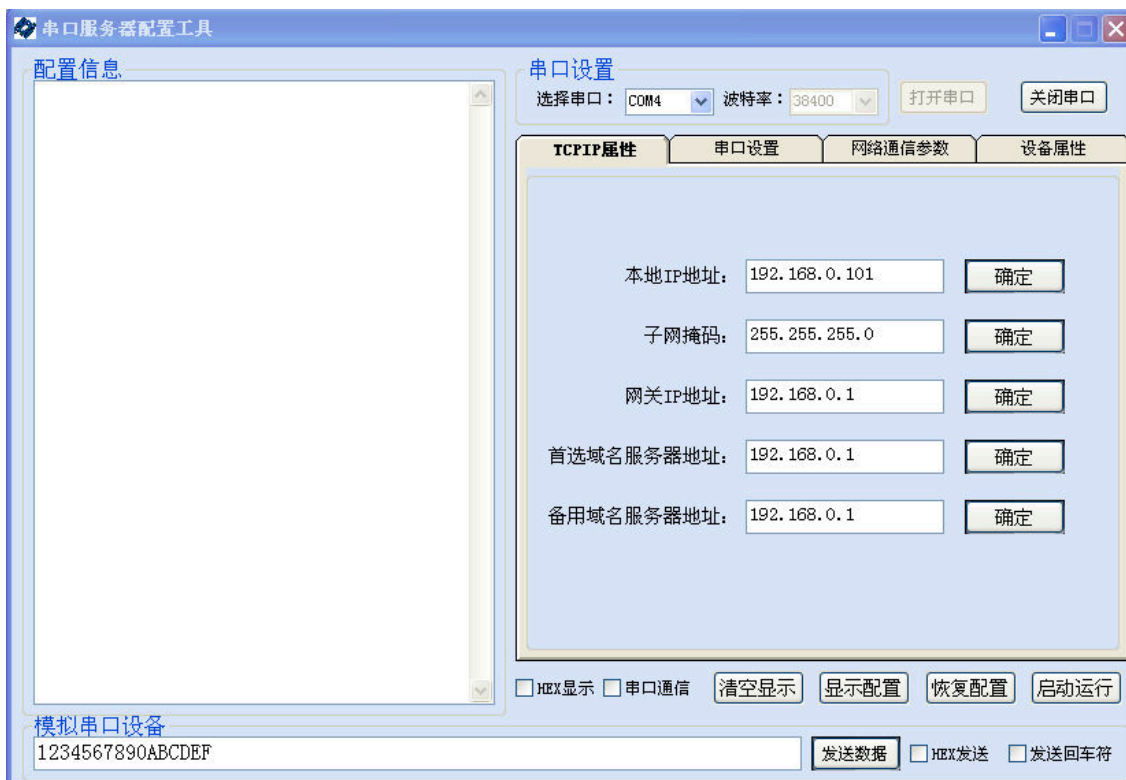 串口服务器配置工具
配置信息
串口设置
选择串口: COM4 波特率: 38400 打开串口 关闭串口
TCPIP属性 串口设置 网络通信参数 设备属性
本地IP地址: 192.168.0.101 确定
子网掩码: 255.255.255.0 确定
网关IP地址: 192.168.0.1 确定
首选域名服务器地址: 192.168.0.1 确定
备用域名服务器地址: 192.168.0.1 确定
HEX显示 串口通信 清空显示 显示配置 恢复配置 启动运行
模拟串口设备
1234567890ABCDEF 发送数据 HEX发送 发送回车符